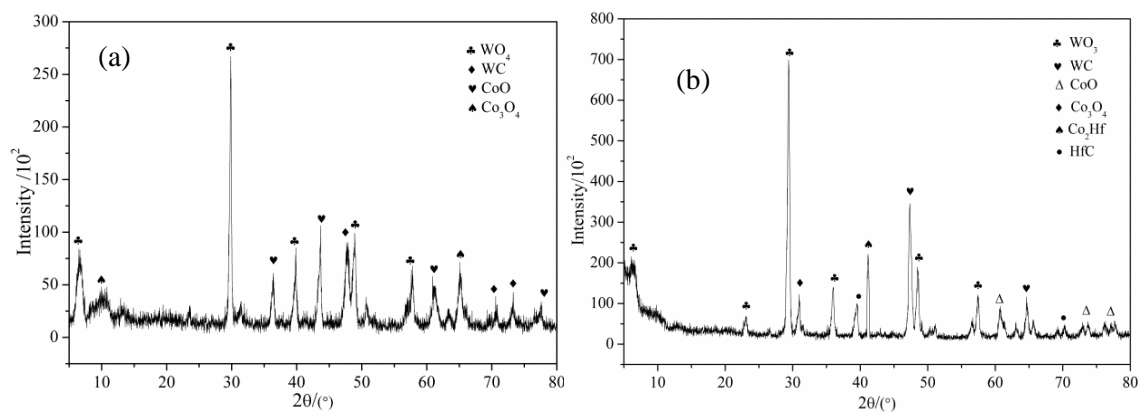 (a)
♣ WO4
♦ WC
♥ CoO
♠ Co3O4
Intensity /10²
300
250
200
150
100
50
0
10 20 30 40 50 60 70 80
2θ/(°)
(b)
♣ WO3
♥ WC
Δ CoO
♦ Co3O4
♠ Co2Hf
● HfC
Intensity/10²
800
700
600
500
400
300
200
100
0
10 20 30 40 50 60 70 80
2θ/(°)